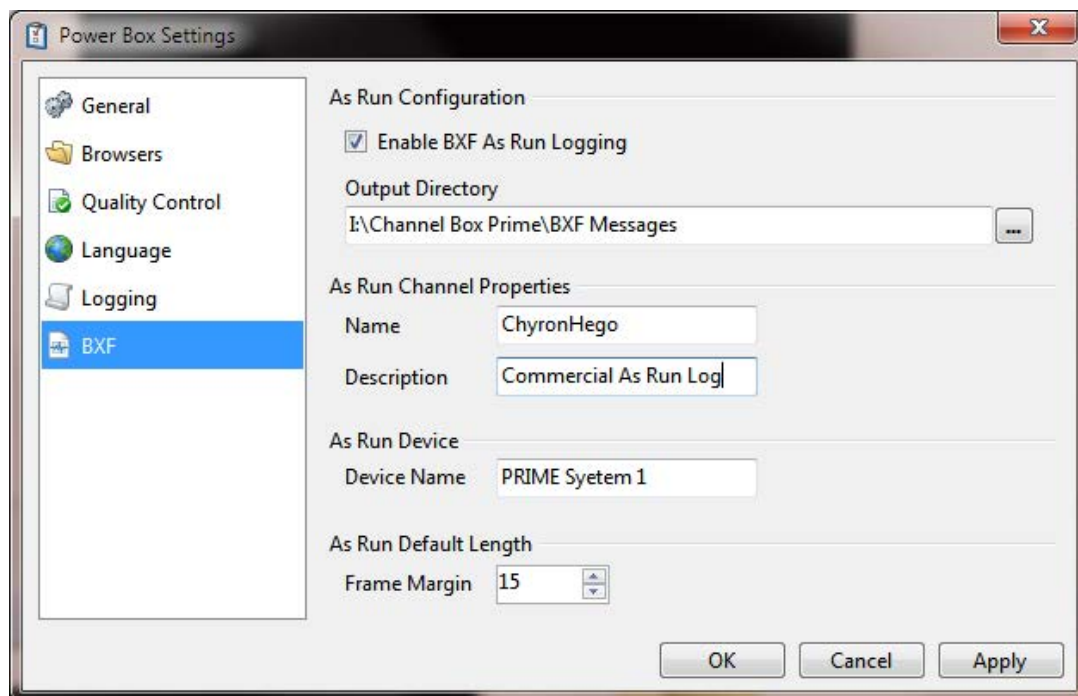 Power Box Settings
General
Browsers
Quality Control
Language
Logging
BXF
As Run Configuration
Enable BXF As Run Logging
Output Directory
I:\Channel Box Prime\BXF Messages
...
As Run Channel Properties
Name ChyronHego
Description Commercial As Run Log
As Run Device
Device Name PRIME Syetem 1
As Run Default Length
Frame Margin 15
OK Cancel Apply